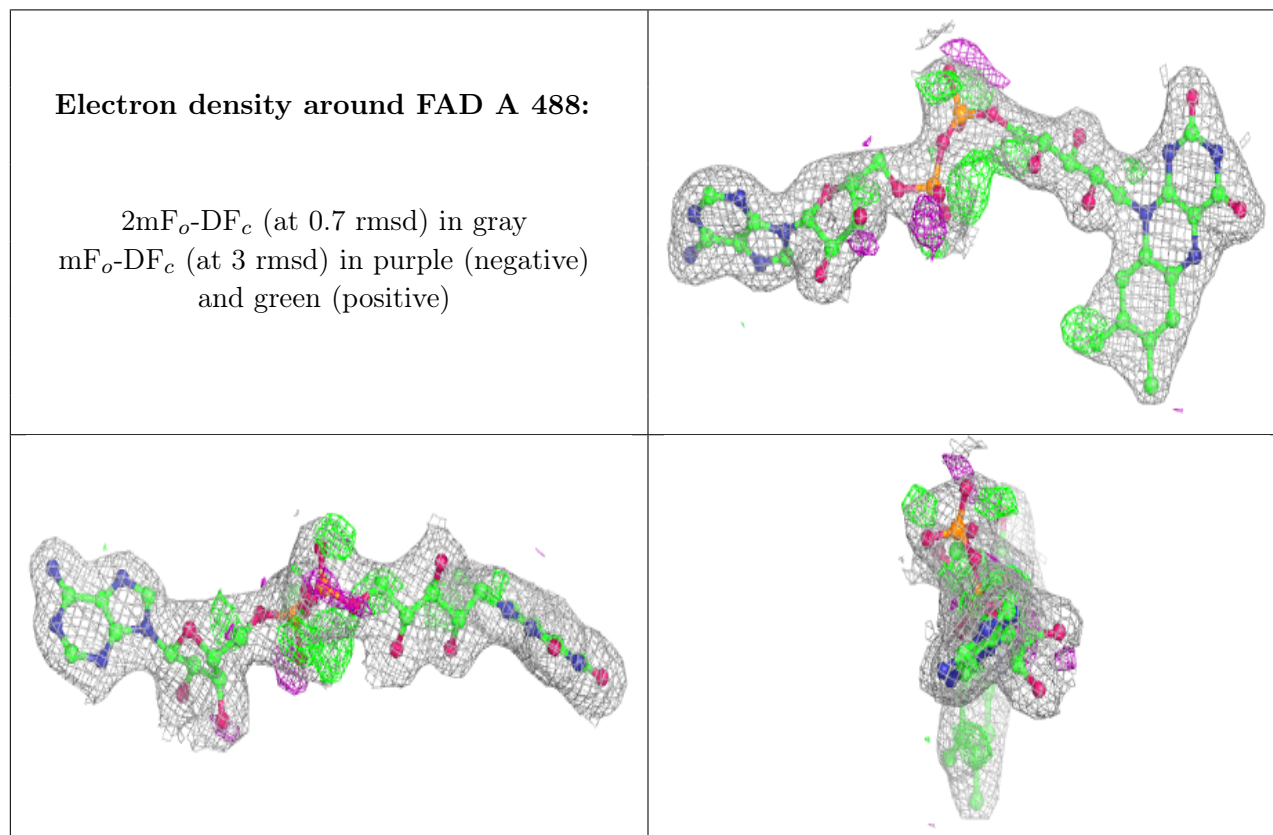 Electron density around FAD A 488:
2mFo-DFc (at 0.7 rmsd) in gray
mFo-DFc (at 3 rmsd) in purple (negative)
and green (positive)